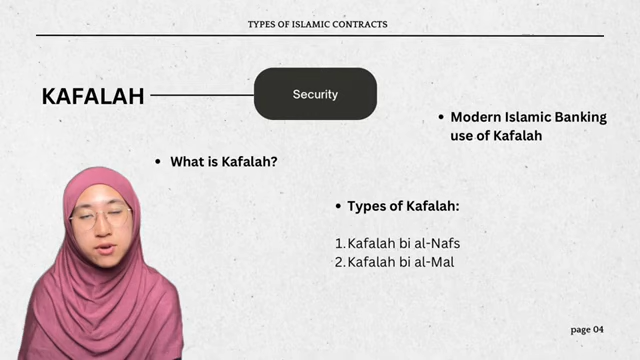 TYPES OF ISLAMIC CONTRACTS
KAFALAH
Security
• Modern Islamic Banking
use of Kafalah
• What is Kafalah?
• Types of Kafalah:
1. Kafalah bi al-Nafs
2. Kafalah bi al-Mal
page 04